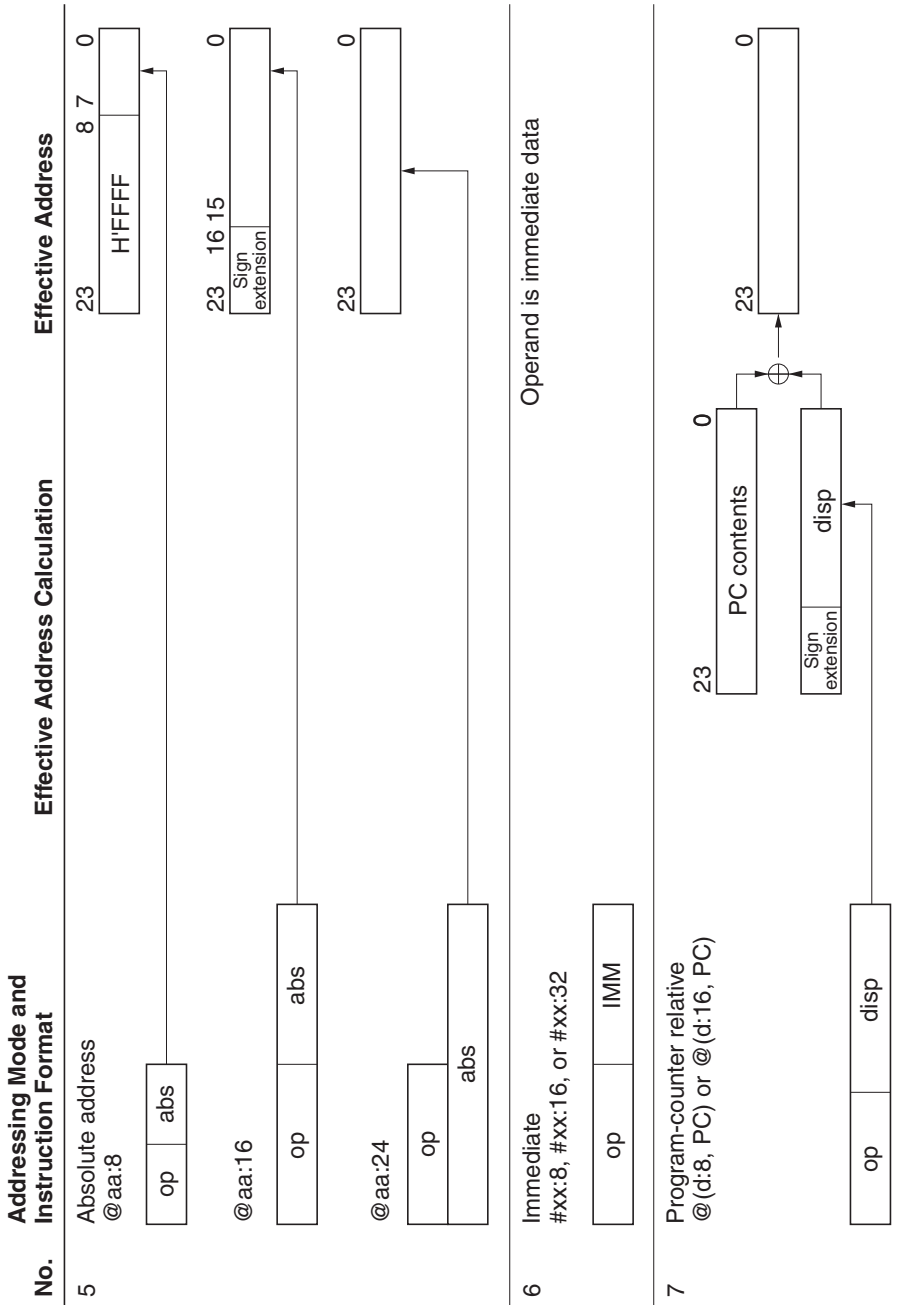 No. Addressing Mode and Instruction Format Effective Address Calculation Effective Address
5 Absolute address
@aa:8
op abs
23 8 7 0
H'FFFF
@aa:16
op abs
23 16 15 0
Sign extension
@aa:24
op
abs
23 0
6 Immediate
#xx:8, #xx:16, or #xx:32
op IMM
Operand is immediate data
7 Program-counter relative
@(d:8, PC) or @(d:16, PC)
op disp
23 0
PC contents
Sign extension disp
23 0